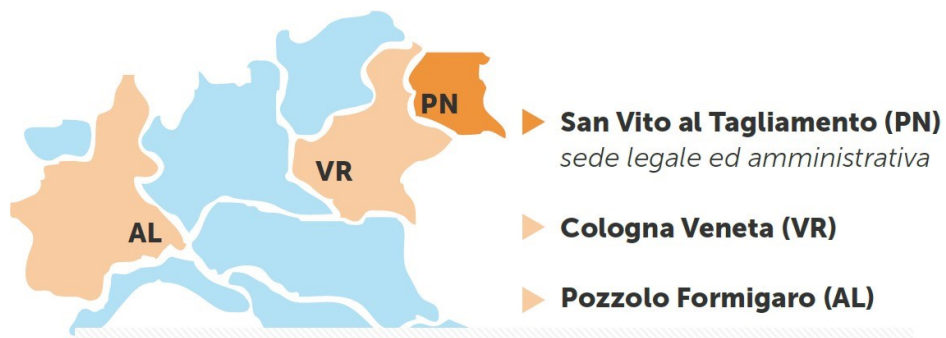 PN
VR
AL
San Vito al Tagliamento (PN)
sede legale ed amministrativa
Cologna Veneta (VR)
Pozzolo Formigaro (AL)